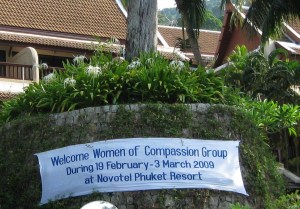 Welcome Women of Compassion Group
During 19 February-3 March 2009
at Novotel Phuket Resort